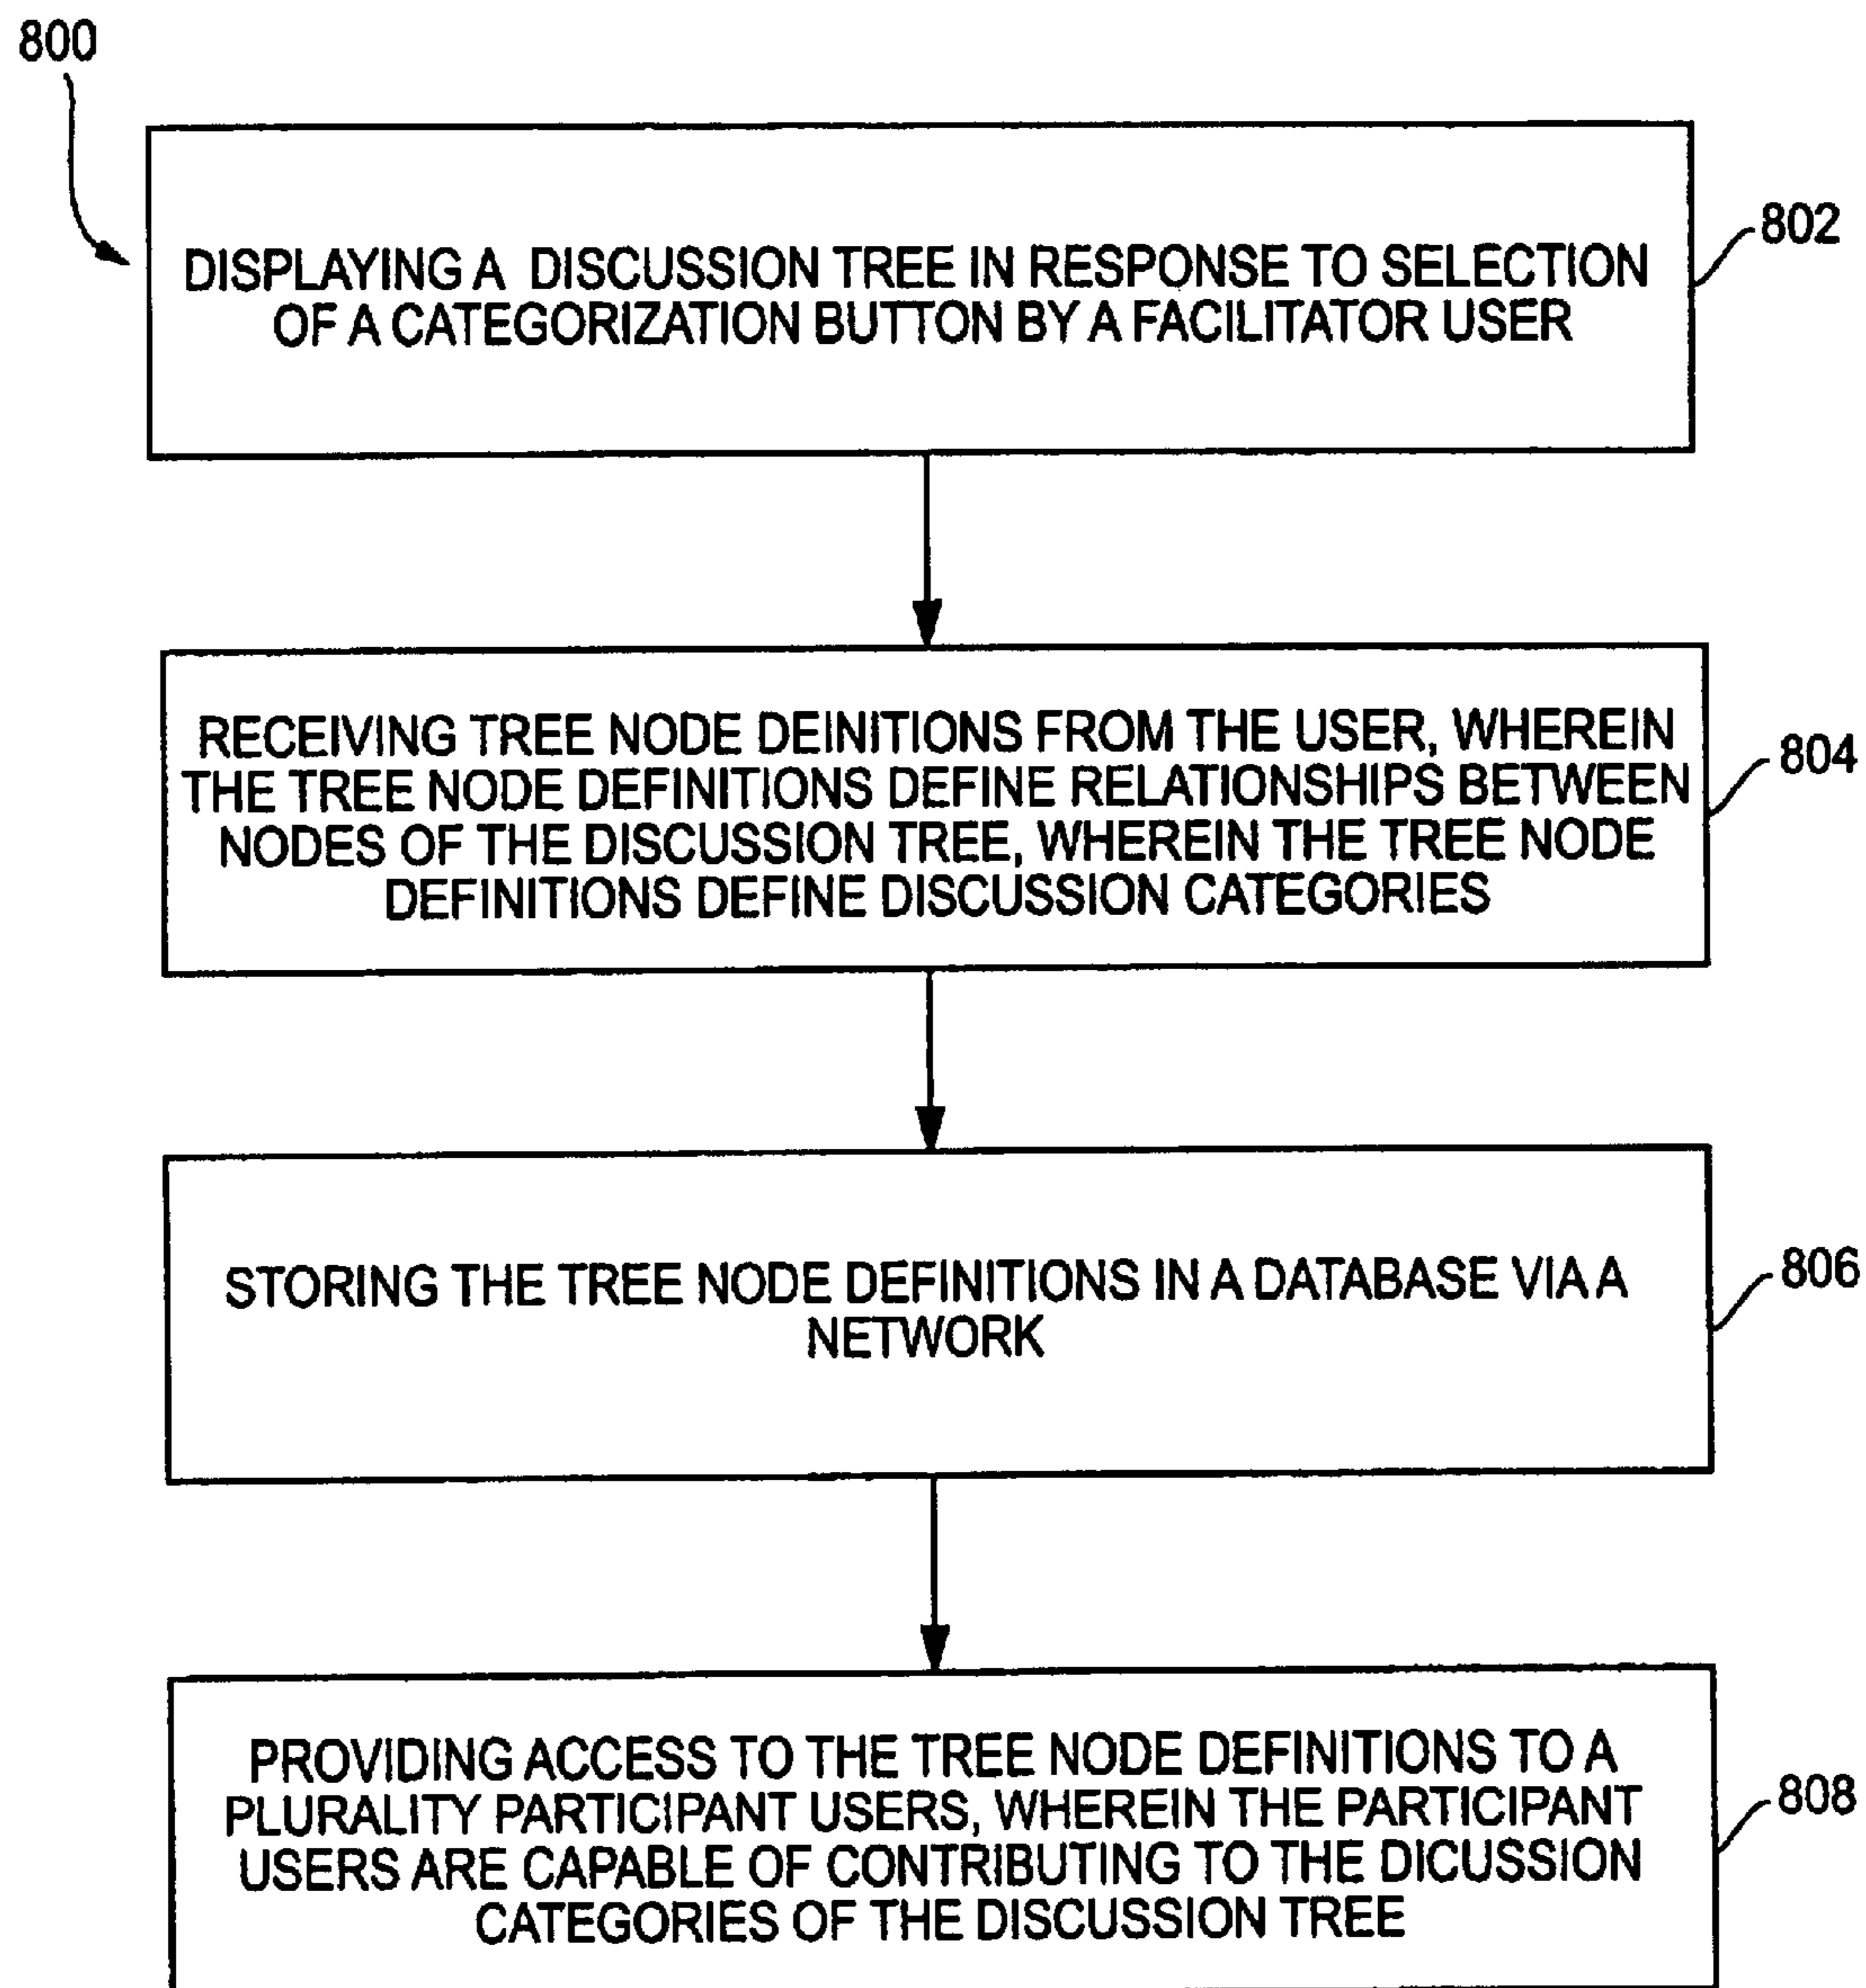 800
DISPLAYING A DISCUSSION TREE IN RESPONSE TO SELECTION
OF A CATEGORIZATION BUTTON BY A FACILITATOR USER
802
RECEIVING TREE NODE DEINITIONS FROM THE USER, WHEREIN
THE TREE NODE DEFINITIONS DEFINE RELATIONSHIPS BETWEEN
NODES OF THE DISCUSSION TREE, WHEREIN THE TREE NODE
DEFINITIONS DEFINE DISCUSSION CATEGORIES
804
STORING THE TREE NODE DEFINITIONS IN A DATABASE VIA A
NETWORK
806
PROVIDING ACCESS TO THE TREE NODE DEFINITIONS TO A
PLURALITY PARTICIPANT USERS, WHEREIN THE PARTICIPANT
USERS ARE CAPABLE OF CONTRIBUTING TO THE DICUSSION
CATEGORIES OF THE DISCUSSION TREE
808